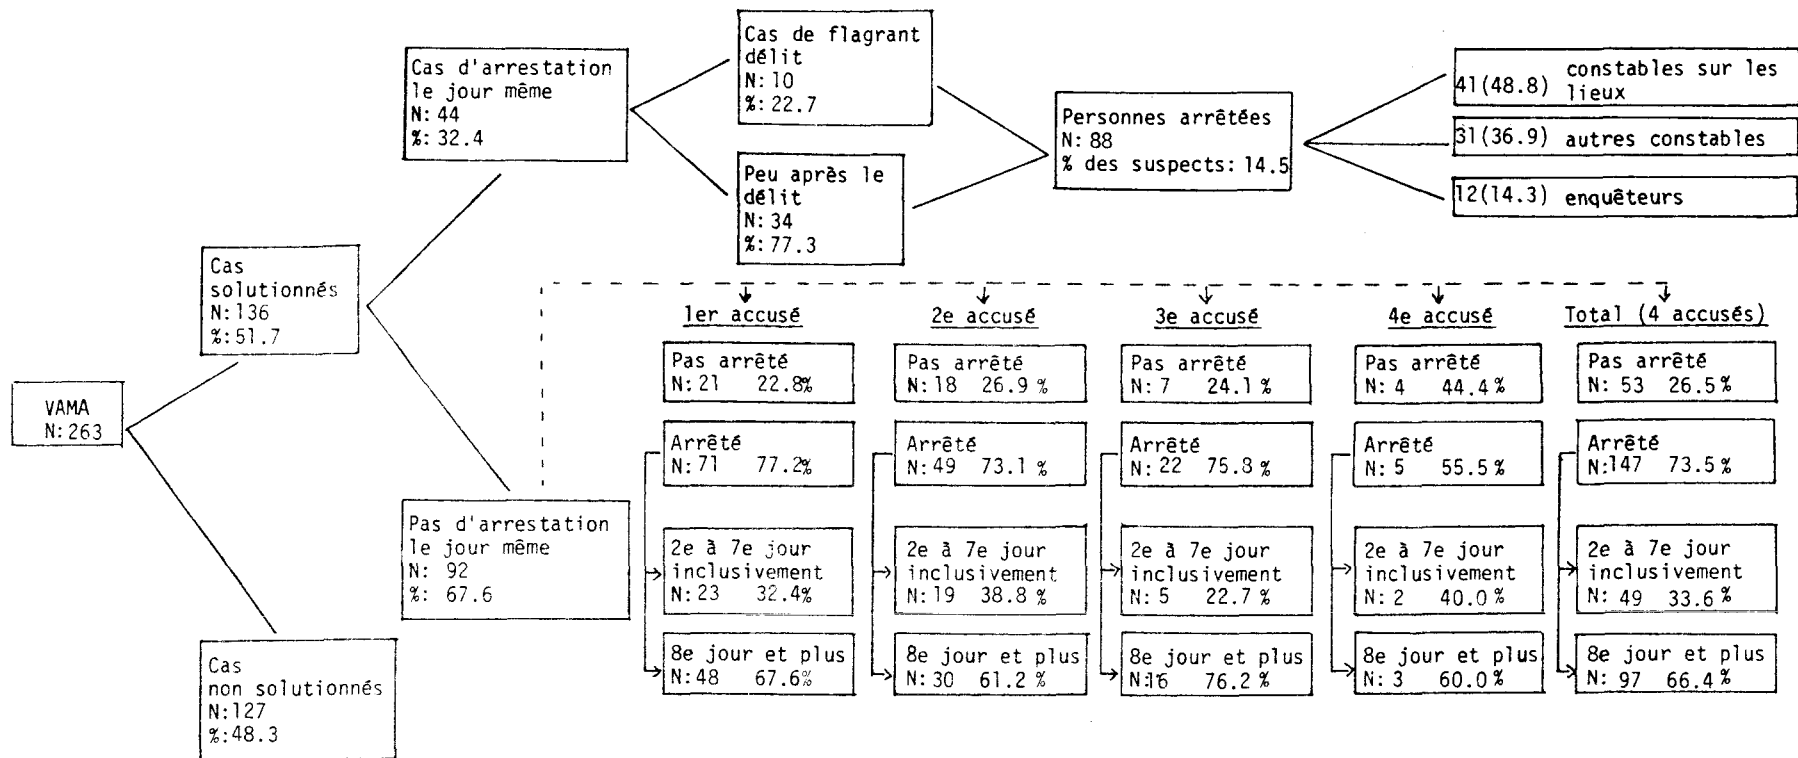 VAMA
N:263
Cas
solutionnés
N:136
%:51.7
Cas
non solutionnés
N:127
%:48.3
Cas d'arrestation
le jour même
N:44
%:32.4
Pas d'arrestation
le jour même
N: 92
%: 67.6
Cas de flagrant
délit
N:10
%:22.7
Peu après le
délit
N:34
%:77.3
Personnes arrêtées
N:88
% des suspects:14.5
41(48.8) constables sur les
lieux
31(36.9) autres constables
12(14.3) enquêteurs
1er accusé
Pas arrêté
N:21 22.8%
Arrêté
N:71 77.2%
2e à 7e jour
inclusivement
N:23 32.4%
8e jour et plus
N:48 67.6%
2e accusé
Pas arrêté
N:18 26.9 %
Arrêté
N:49 73.1 %
2e à 7e jour
inclusivement
N:19 38.8 %
8e jour et plus
N:30 61.2 %
3e accusé
Pas arrêté
N:7 24.1 %
Arrêté
N:22 75.8 %
2e à 7e jour
inclusivement
N:5 22.7 %
8e jour et plus
N:16 76.2 %
4e accusé
Pas arrêté
N:4 44.4 %
Arrêté
N:5 55.5 %
2e à 7e jour
inclusivement
N:2 40.0 %
8e jour et plus
N:3 60.0 %
Total (4 accusés)
Pas arrêté
N: 53 26.5 %
Arrêté
N:147 73.5 %
2e à 7e jour
inclusivement
N: 49 33.6 %
8e jour et plus
N: 97 66.4 %